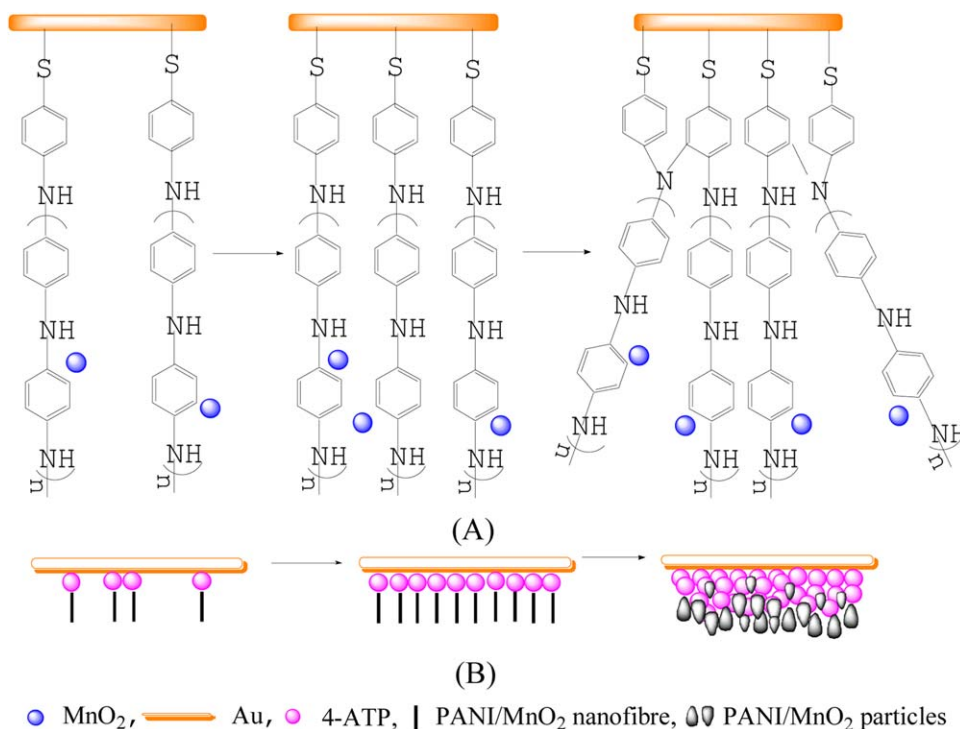 S S S S S S S S S
NH NH NH NH NH N NH NH N
NH NH NH NH NH NH NH NH NH
NH NH NH NH NH NH NH NH NH
n n n n n n n n n
(A)
(B)
MnO₂, Au, 4-ATP, PANI/MnO₂ nanofibre, PANI/MnO₂ particles